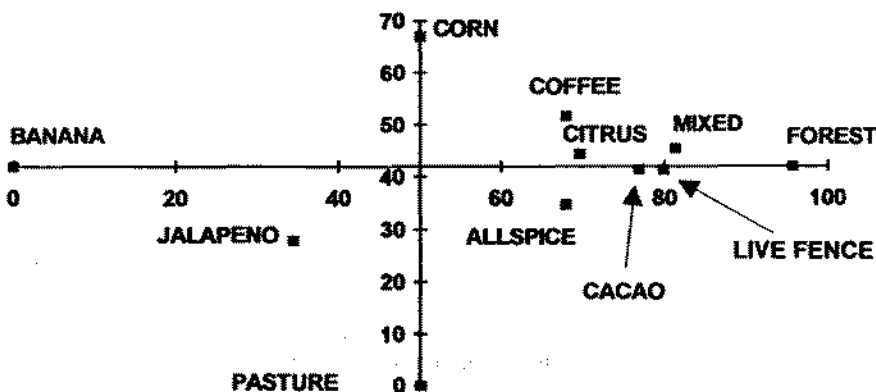 70
CORN
60
COFFEE
50
BANANA
CITRUS
MIXED
FOREST
40
0
20
40
60
80
100
30
JALAPENO
ALLSPICE
LIVE FENCE
20
CACAO
10
PASTURE
0